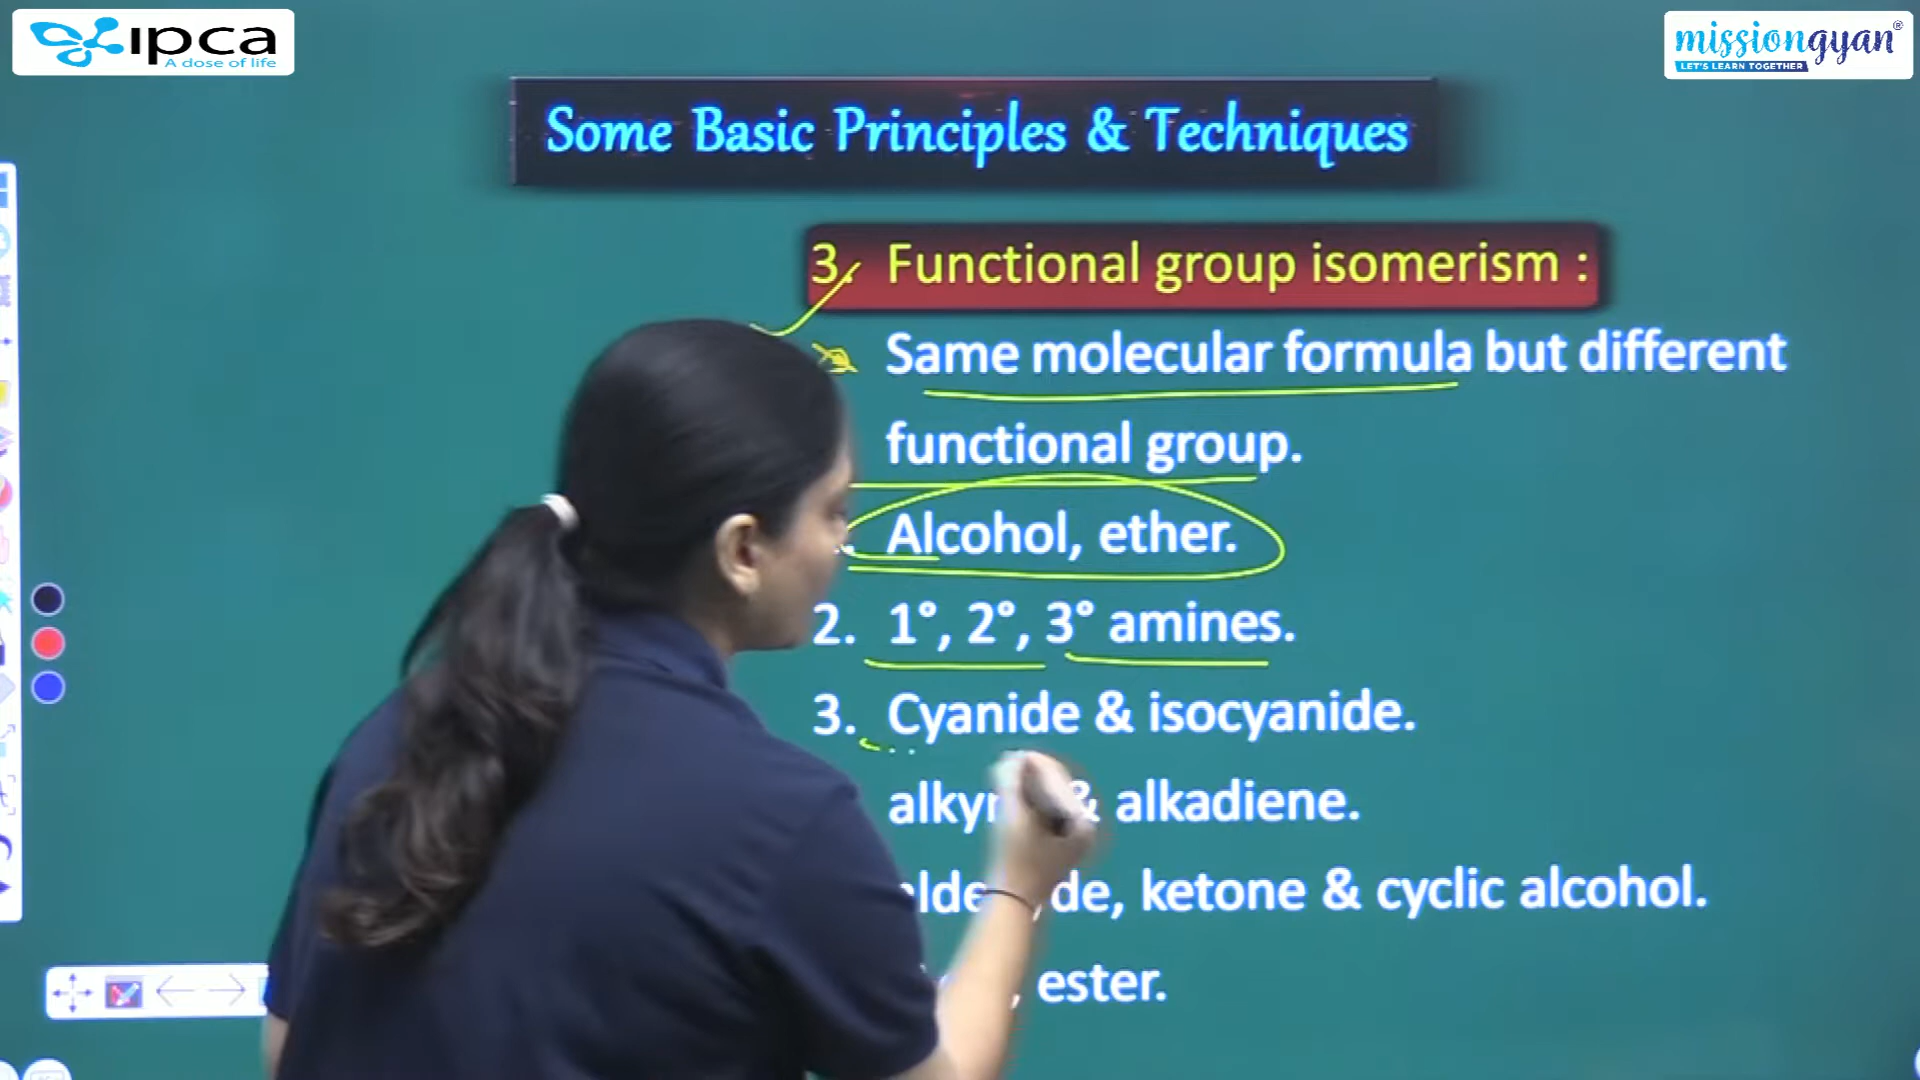 ipca
A dose of life
missiongyan®
LET'S LEARN TOGETHER
Some Basic Principles & Techniques
3. Functional group isomerism :
Same molecular formula but different
functional group.
Alcohol, ether.
2. 1°, 2°, 3° amines.
3. Cyanide & isocyanide.
& alkadiene.
ketone & cyclic alcohol.
ester.